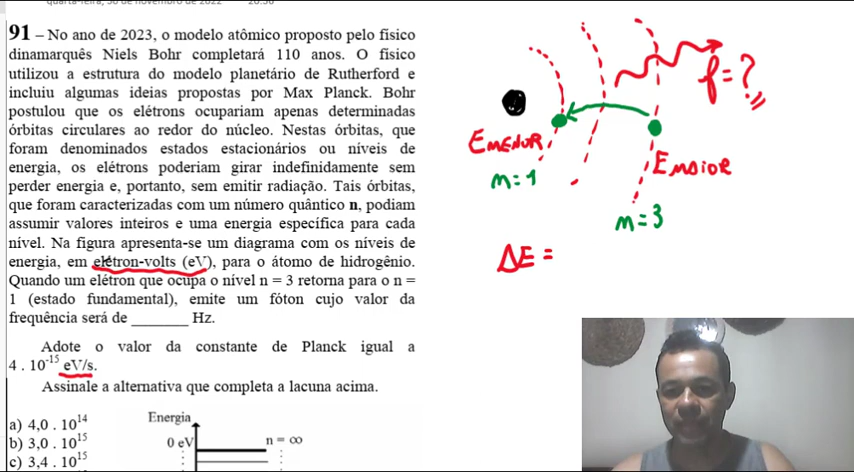 quarta-feira, 30 de novembro de 2022 20:30
91 – No ano de 2023, o modelo atômico proposto pelo físico
dinamarquês Niels Bohr completará 110 anos. O físico
utilizou a estrutura do modelo planetário de Rutherford e
incluiu algumas ideias propostas por Max Planck. Bohr
postulou que os elétrons ocupariam apenas determinadas
órbitas circulares ao redor do núcleo. Nestas órbitas, que
foram denominados estados estacionários ou níveis de
energia, os elétrons poderiam girar indefinidamente sem
perder energia e, portanto, sem emitir radiação. Tais órbitas,
que foram caracterizadas com um número quântico n, podiam
assumir valores inteiros e uma energia específica para cada
nível. Na figura apresenta-se um diagrama com os níveis de
energia, em elétron-volts (eV), para o átomo de hidrogênio.
Quando um elétron que ocupa o nível n = 3 retorna para o n =
1 (estado fundamental), emite um fóton cujo valor da
frequência será de ________ Hz.
Adote o valor da constante de Planck igual a
4 . 10⁻¹⁵ eV/s.
Assinale a alternativa que completa a lacuna acima.
a) 4,0 . 10¹⁴
b) 3,0 . 10¹⁵
c) 3,4 . 10¹⁵
Energia
0 eV
n = ∞
f = ?
EMENOR
EMAIOR
n = 1
n = 3
ΔE =